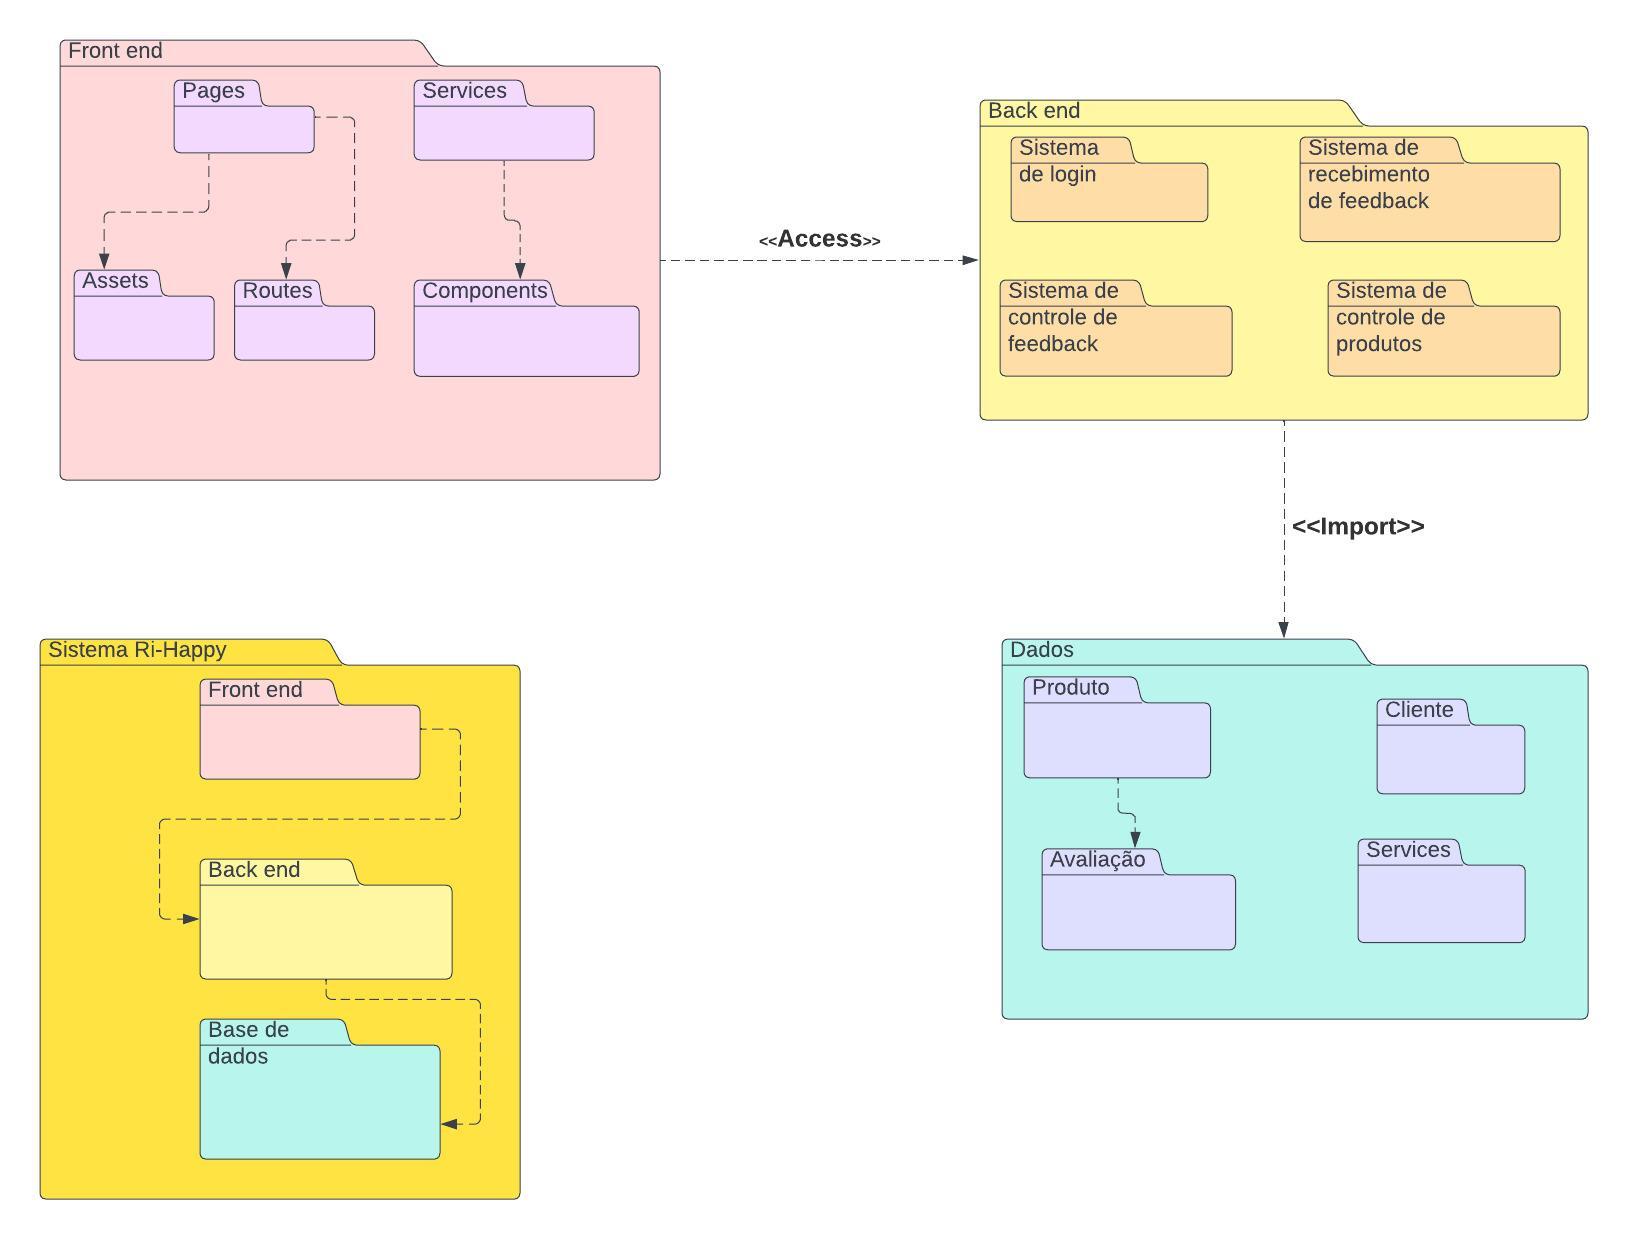 Front end
Pages
Services
Assets
Routes
Components
<<Access>>
Back end
Sistema
de login
Sistema de
recebimento
de feedback
Sistema de
controle de
feedback
Sistema de
controle de
produtos
<<Import>>
Sistema Ri-Happy
Front end
Back end
Base de
dados
Dados
Produto
Cliente
Avaliação
Services